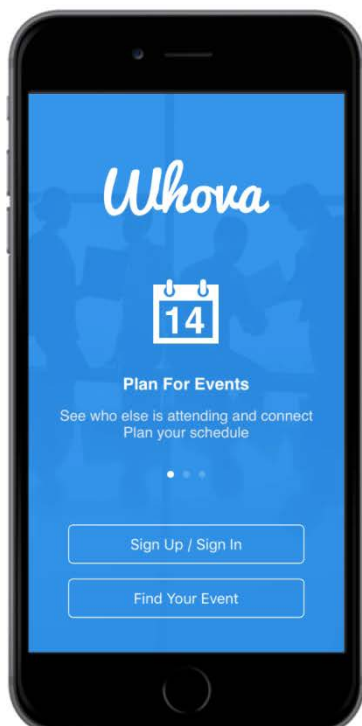 Whova
14
Plan For Events
See who else is attending and connect
Plan your schedule
Sign Up / Sign In
Find Your Event